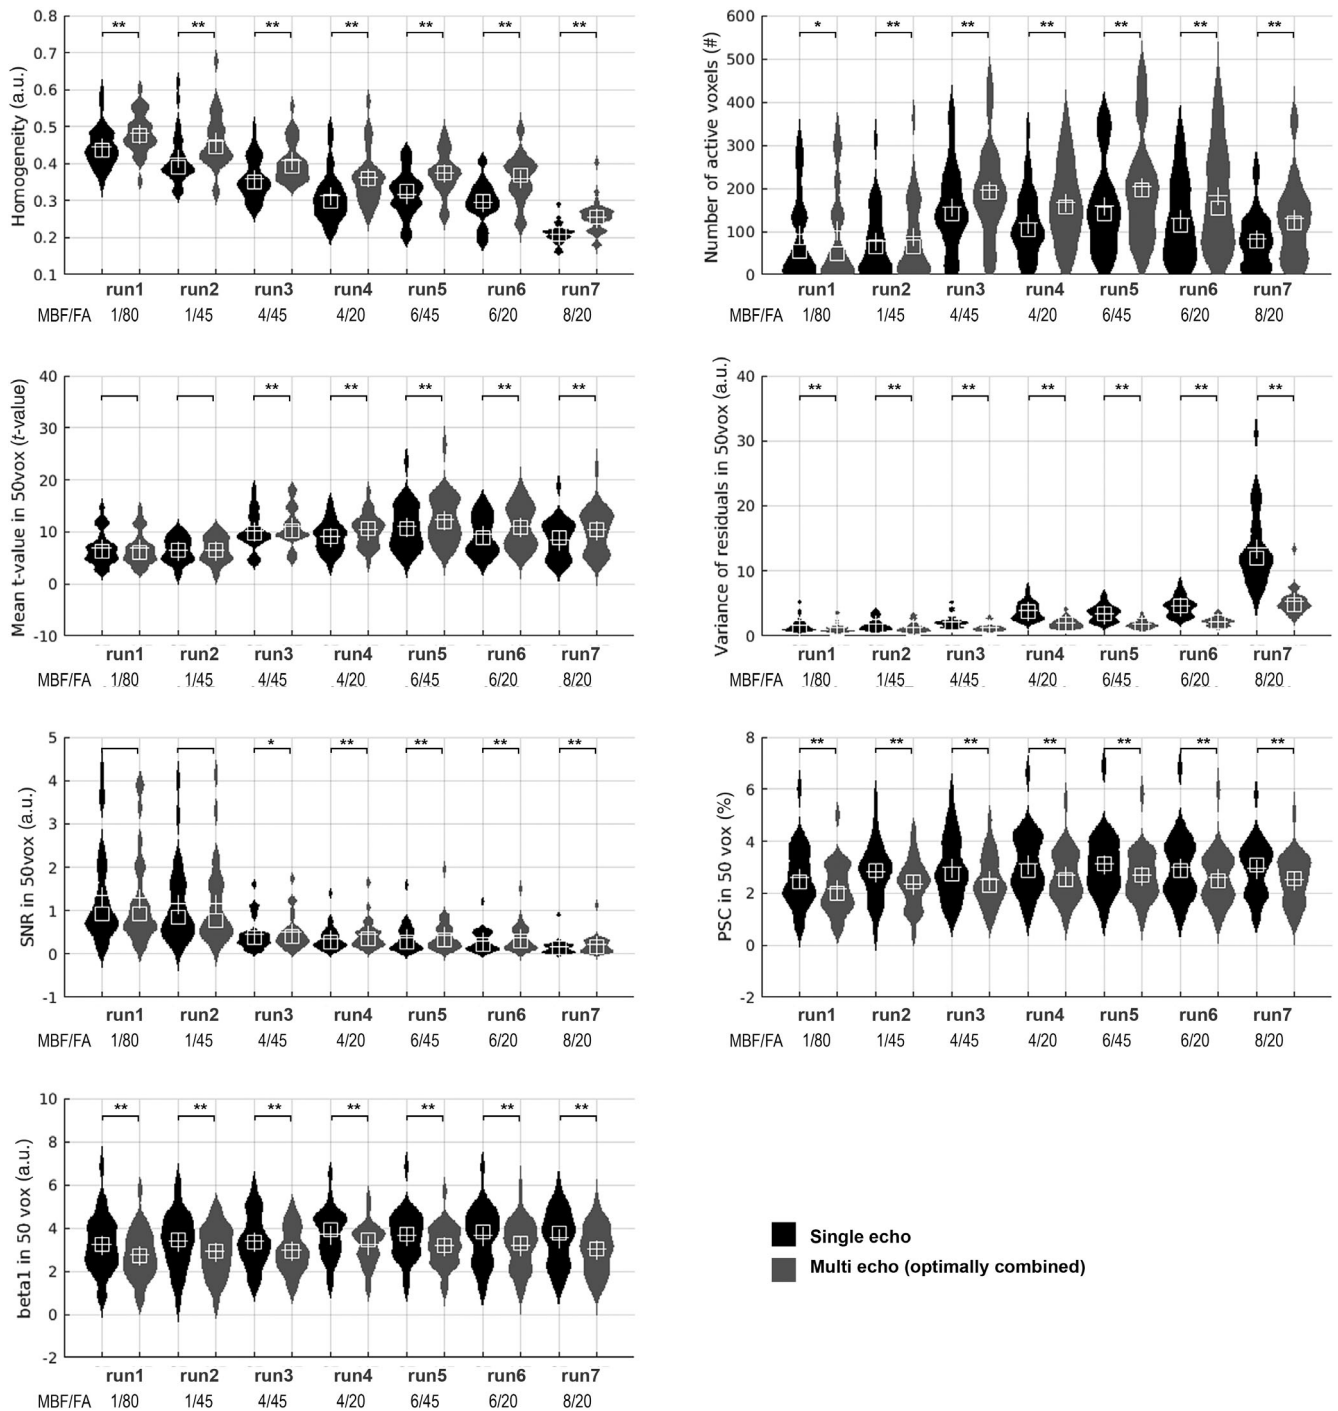 Homogeneity (a.u.)
0.8
0.7
0.6
0.5
0.4
0.3
0.2
0.1
** ** ** ** ** ** **
run1 run2 run3 run4 run5 run6 run7
MBF/FA 1/80 1/45 4/45 4/20 6/45 6/20 8/20
Number of active voxels (#)
600
500
400
300
200
100
0
* ** ** ** ** ** **
run1 run2 run3 run4 run5 run6 run7
MBF/FA 1/80 1/45 4/45 4/20 6/45 6/20 8/20
Mean t-value in 50vox (t-value)
40
30
20
10
0
-10
** ** ** ** **
run1 run2 run3 run4 run5 run6 run7
MBF/FA 1/80 1/45 4/45 4/20 6/45 6/20 8/20
Variance of residuals in 50vox (a.u.)
40
30
20
10
0
** ** ** ** ** ** **
run1 run2 run3 run4 run5 run6 run7
MBF/FA 1/80 1/45 4/45 4/20 6/45 6/20 8/20
SNR in 50vox (a.u.)
5
4
3
2
1
0
-1
* ** ** ** **
run1 run2 run3 run4 run5 run6 run7
MBF/FA 1/80 1/45 4/45 4/20 6/45 6/20 8/20
PSC in 50 vox (%)
8
6
4
2
0
-2
** ** ** ** ** ** **
run1 run2 run3 run4 run5 run6 run7
MBF/FA 1/80 1/45 4/45 4/20 6/45 6/20 8/20
beta1 in 50 vox (a.u.)
10
8
6
4
2
0
-2
** ** ** ** ** ** **
run1 run2 run3 run4 run5 run6 run7
MBF/FA 1/80 1/45 4/45 4/20 6/45 6/20 8/20
Single echo
Multi echo (optimally combined)